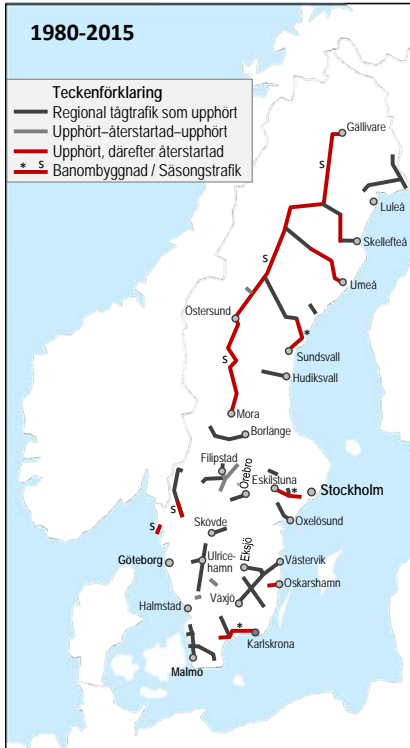 1980-2015
Teckenförklaring
Regional tågtrafik som upphört
Upphört–återstartad–upphört
Upphört, därefter återstartad
* S Banombyggnad / Säsongstrafik
Gällivare
S
Luleå
Skellefteå
S
Umeå
Östersund
*
Sundsvall
S
Hudiksvall
Mora
Borlänge
Filipstad
Örebro
Eskilstuna
*
Stockholm
S
S
Skövde
Oxelösund
Göteborg
Ulrice-
hamn
Eksjö
Västervik
Oskarshamn
Halmstad
Växjö
*
Karlskrona
Malmö